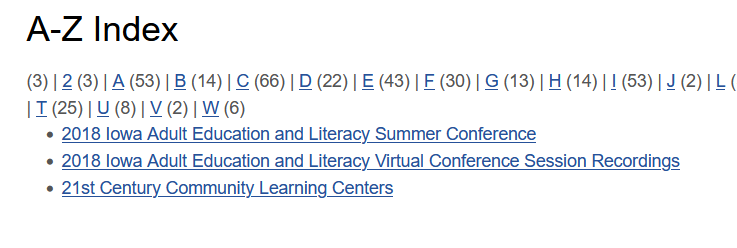 A-Z Index
(3) | 2 (3) | A (53) | B (14) | C (66) | D (22) | E (43) | F (30) | G (13) | H (14) | I (53) | J (2) | L (
| T (25) | U (8) | V (2) | W (6)
• 2018 Iowa Adult Education and Literacy Summer Conference
• 2018 Iowa Adult Education and Literacy Virtual Conference Session Recordings
• 21st Century Community Learning Centers